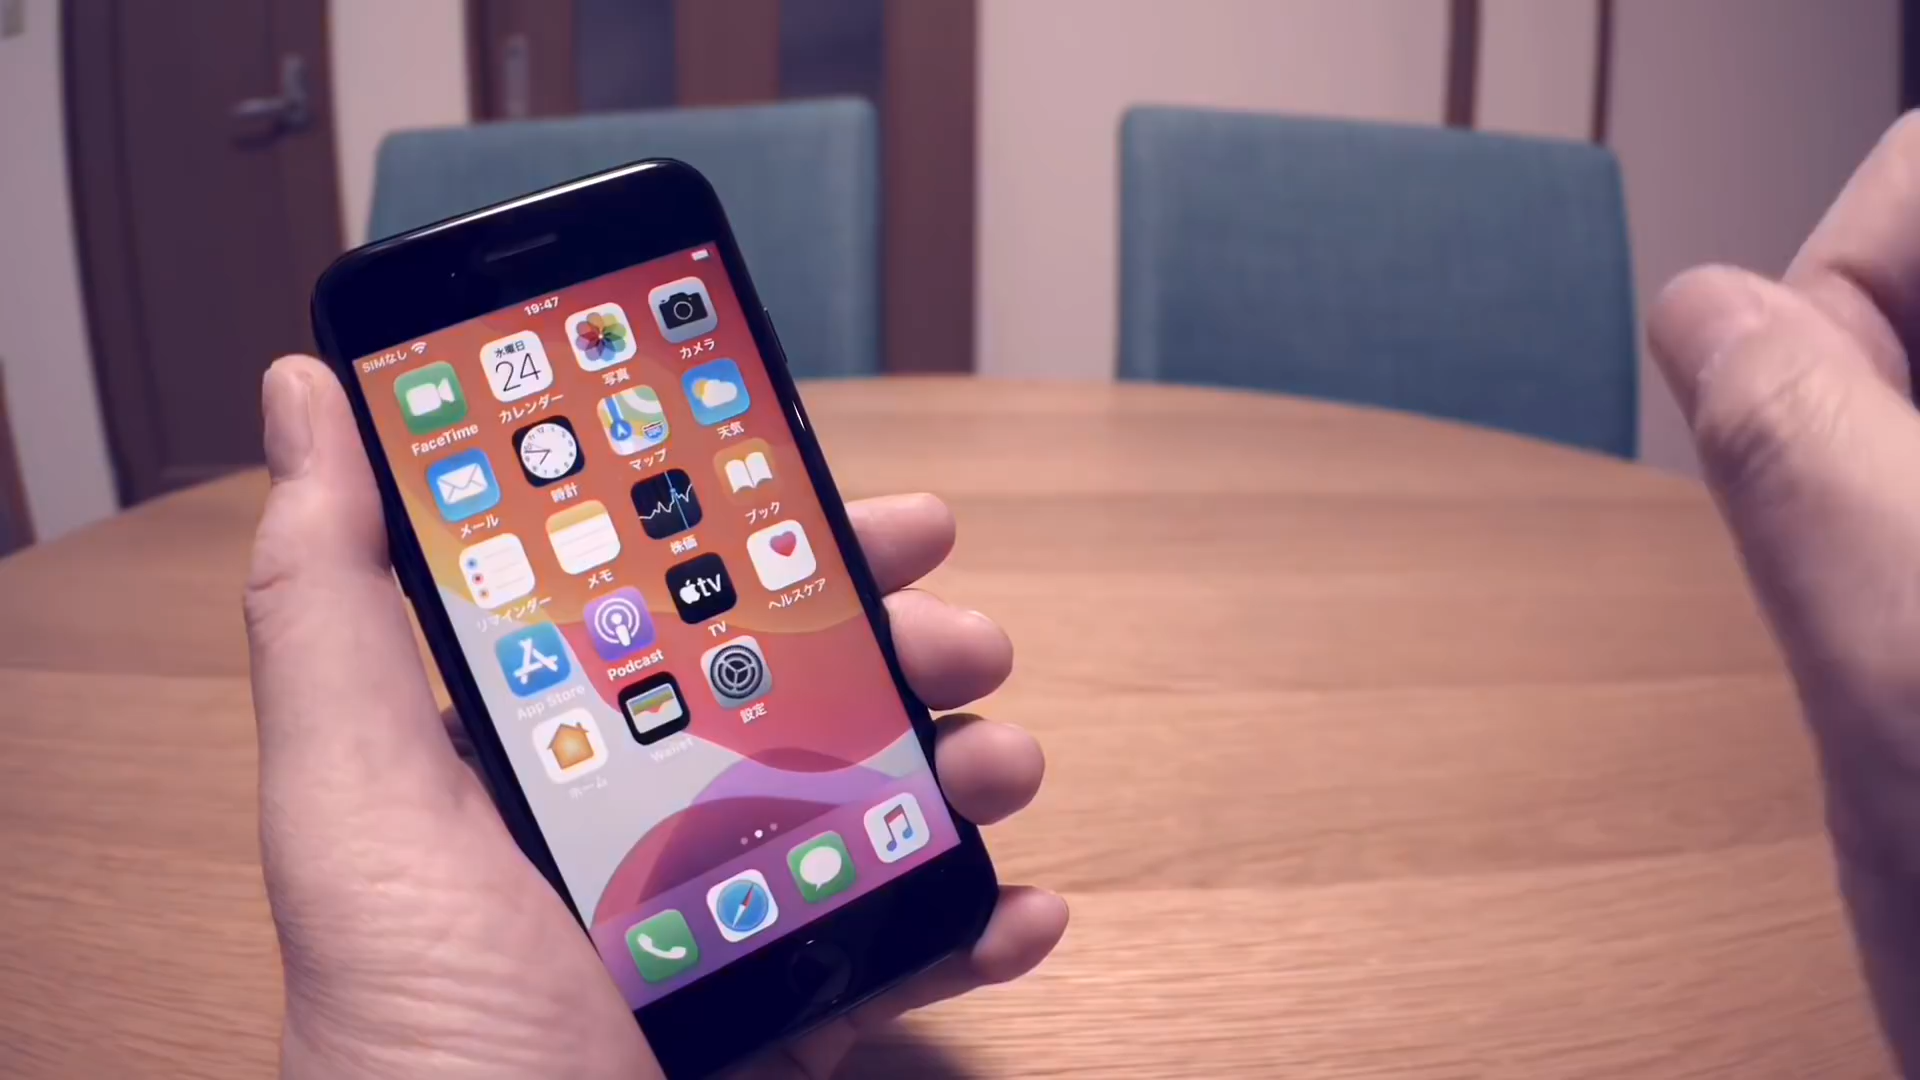 SIMなし 19:47
FaceTime
水曜日
24
カレンダー
写真
カメラ
メール
時計
マップ
天気
リマインダー
メモ
株価
ブック
App Store
Podcast
tv
TV
ヘルスケア
ホーム
Wallet
設定